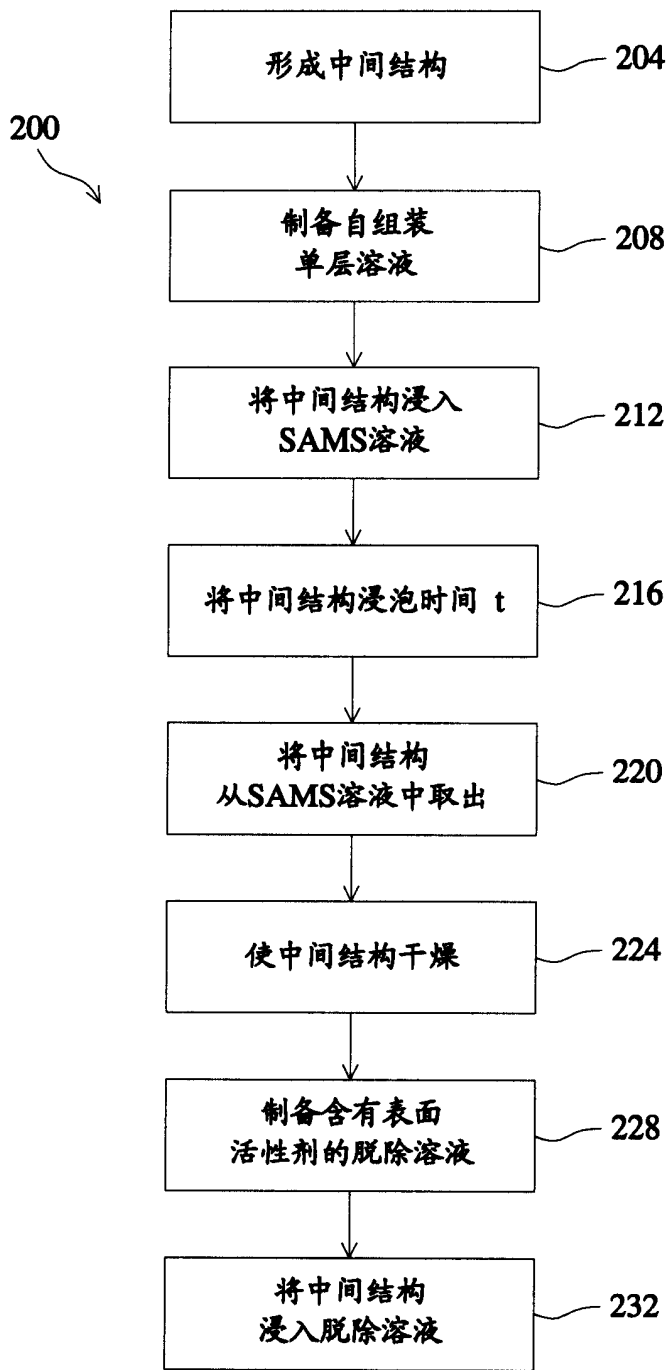 形成中间结构
204
200
制备自组装
单层溶液
208
将中间结构浸入
SAMS溶液
212
将中间结构浸泡时间 t
216
将中间结构
从SAMS溶液中取出
220
使中间结构干燥
224
制备含有表面
活性剂的脱除溶液
228
将中间结构
浸入脱除溶液
232